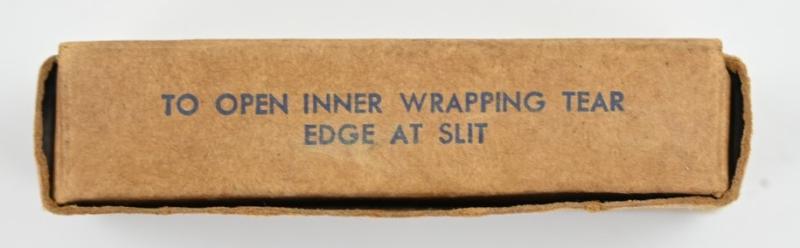 TO OPEN INNER WRAPPING TEAR
EDGE AT SLIT